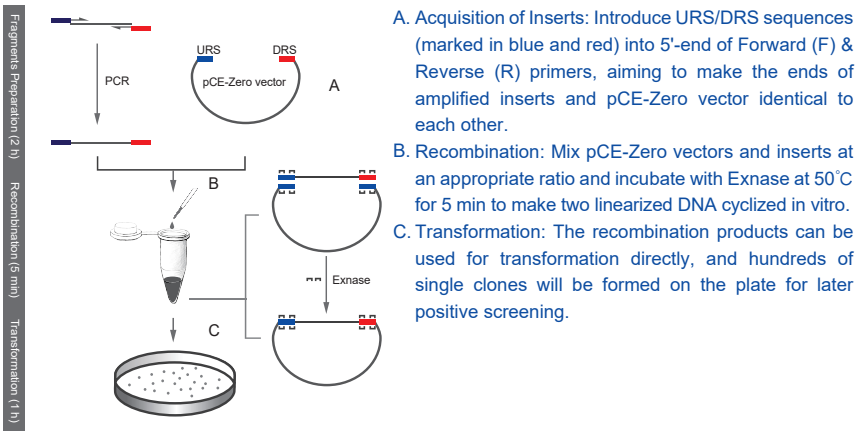 Fragments Preparation (2 h)
Recombination (5 min)
Transformation (1 h)
PCR
URS
DRS
pCE-Zero vector
A
B
Exnase
C
A. Acquisition of Inserts: Introduce URS/DRS sequences
(marked in blue and red) into 5'-end of Forward (F) &
Reverse (R) primers, aiming to make the ends of
amplified inserts and pCE-Zero vector identical to
each other.
B. Recombination: Mix pCE-Zero vectors and inserts at
an appropriate ratio and incubate with Exnase at 50℃
for 5 min to make two linearized DNA cyclized in vitro.
C. Transformation: The recombination products can be
used for transformation directly, and hundreds of
single clones will be formed on the plate for later
positive screening.